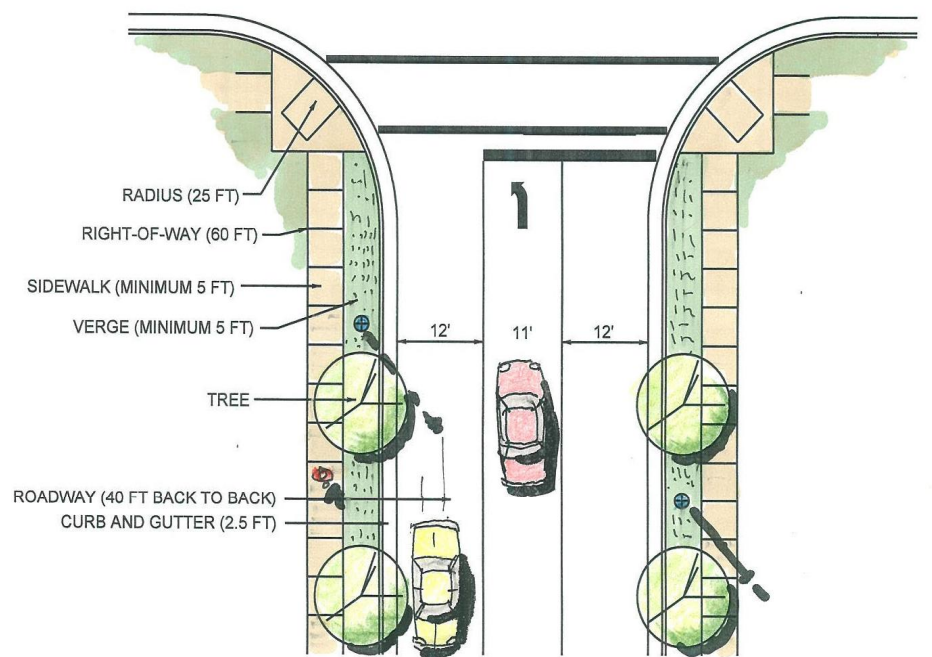 RADIUS (25 FT)
RIGHT-OF-WAY (60 FT)
SIDEWALK (MINIMUM 5 FT)
VERGE (MINIMUM 5 FT)
12' 11' 12'
TREE
ROADWAY (40 FT BACK TO BACK)
CURB AND GUTTER (2.5 FT)